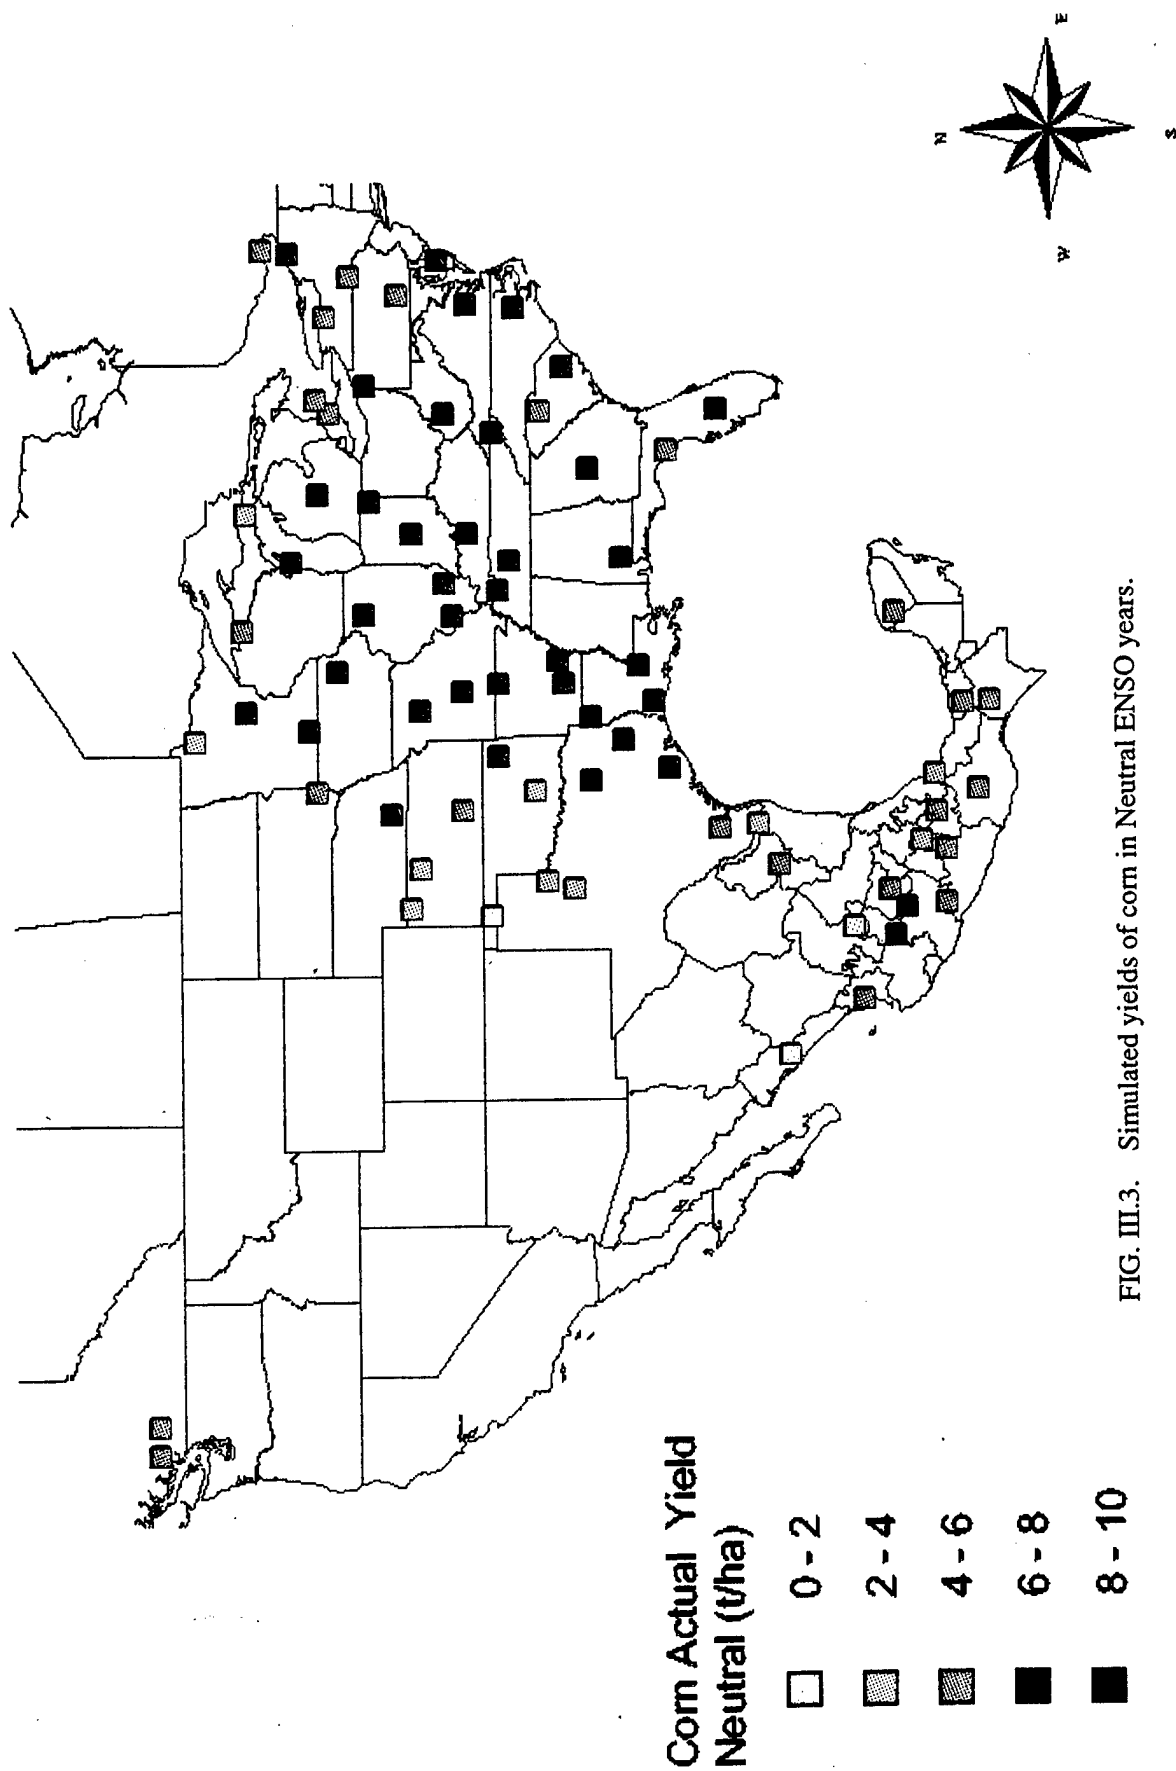 N
W
E
S
Corn Actual Yield
Neutral (t/ha)
0 - 2
2 - 4
4 - 6
6 - 8
8 - 10
FIG. III.3. Simulated yields of corn in Neutral ENSO years.